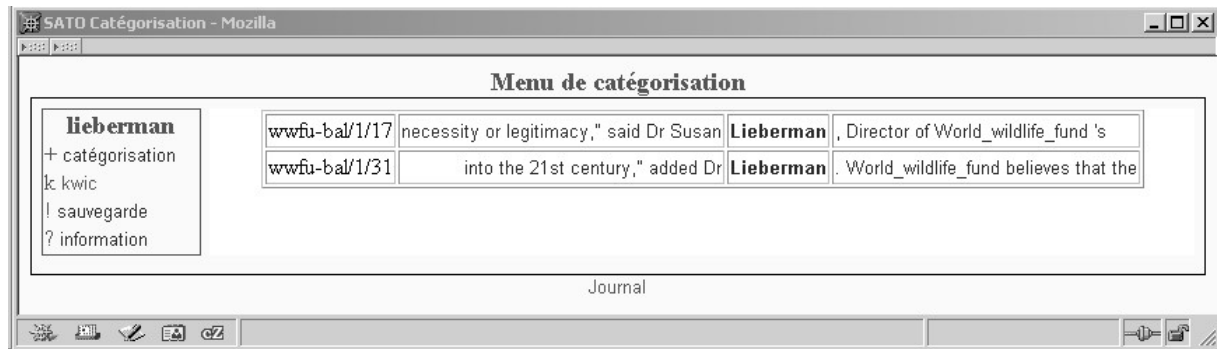 SATO Catégorisation - Mozilla
Menu de catégorisation
lieberman
+ catégorisation
k kwic
! sauvegarde
? information
wwfu-bal/1/17 necessity or legitimacy," said Dr Susan Lieberman , Director of World_wildlife_fund 's
wwfu-bal/1/31 into the 21st century," added Dr Lieberman . World_wildlife_fund believes that the
Journal